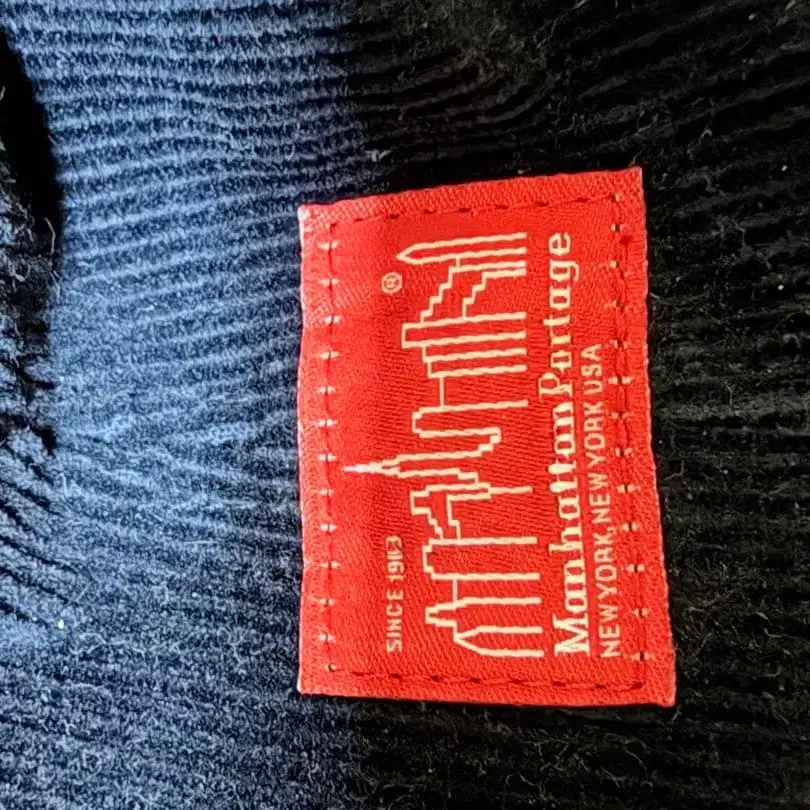 SINCE 1983
®
Manhattan Portage
NEW YORK, NEW YORK USA